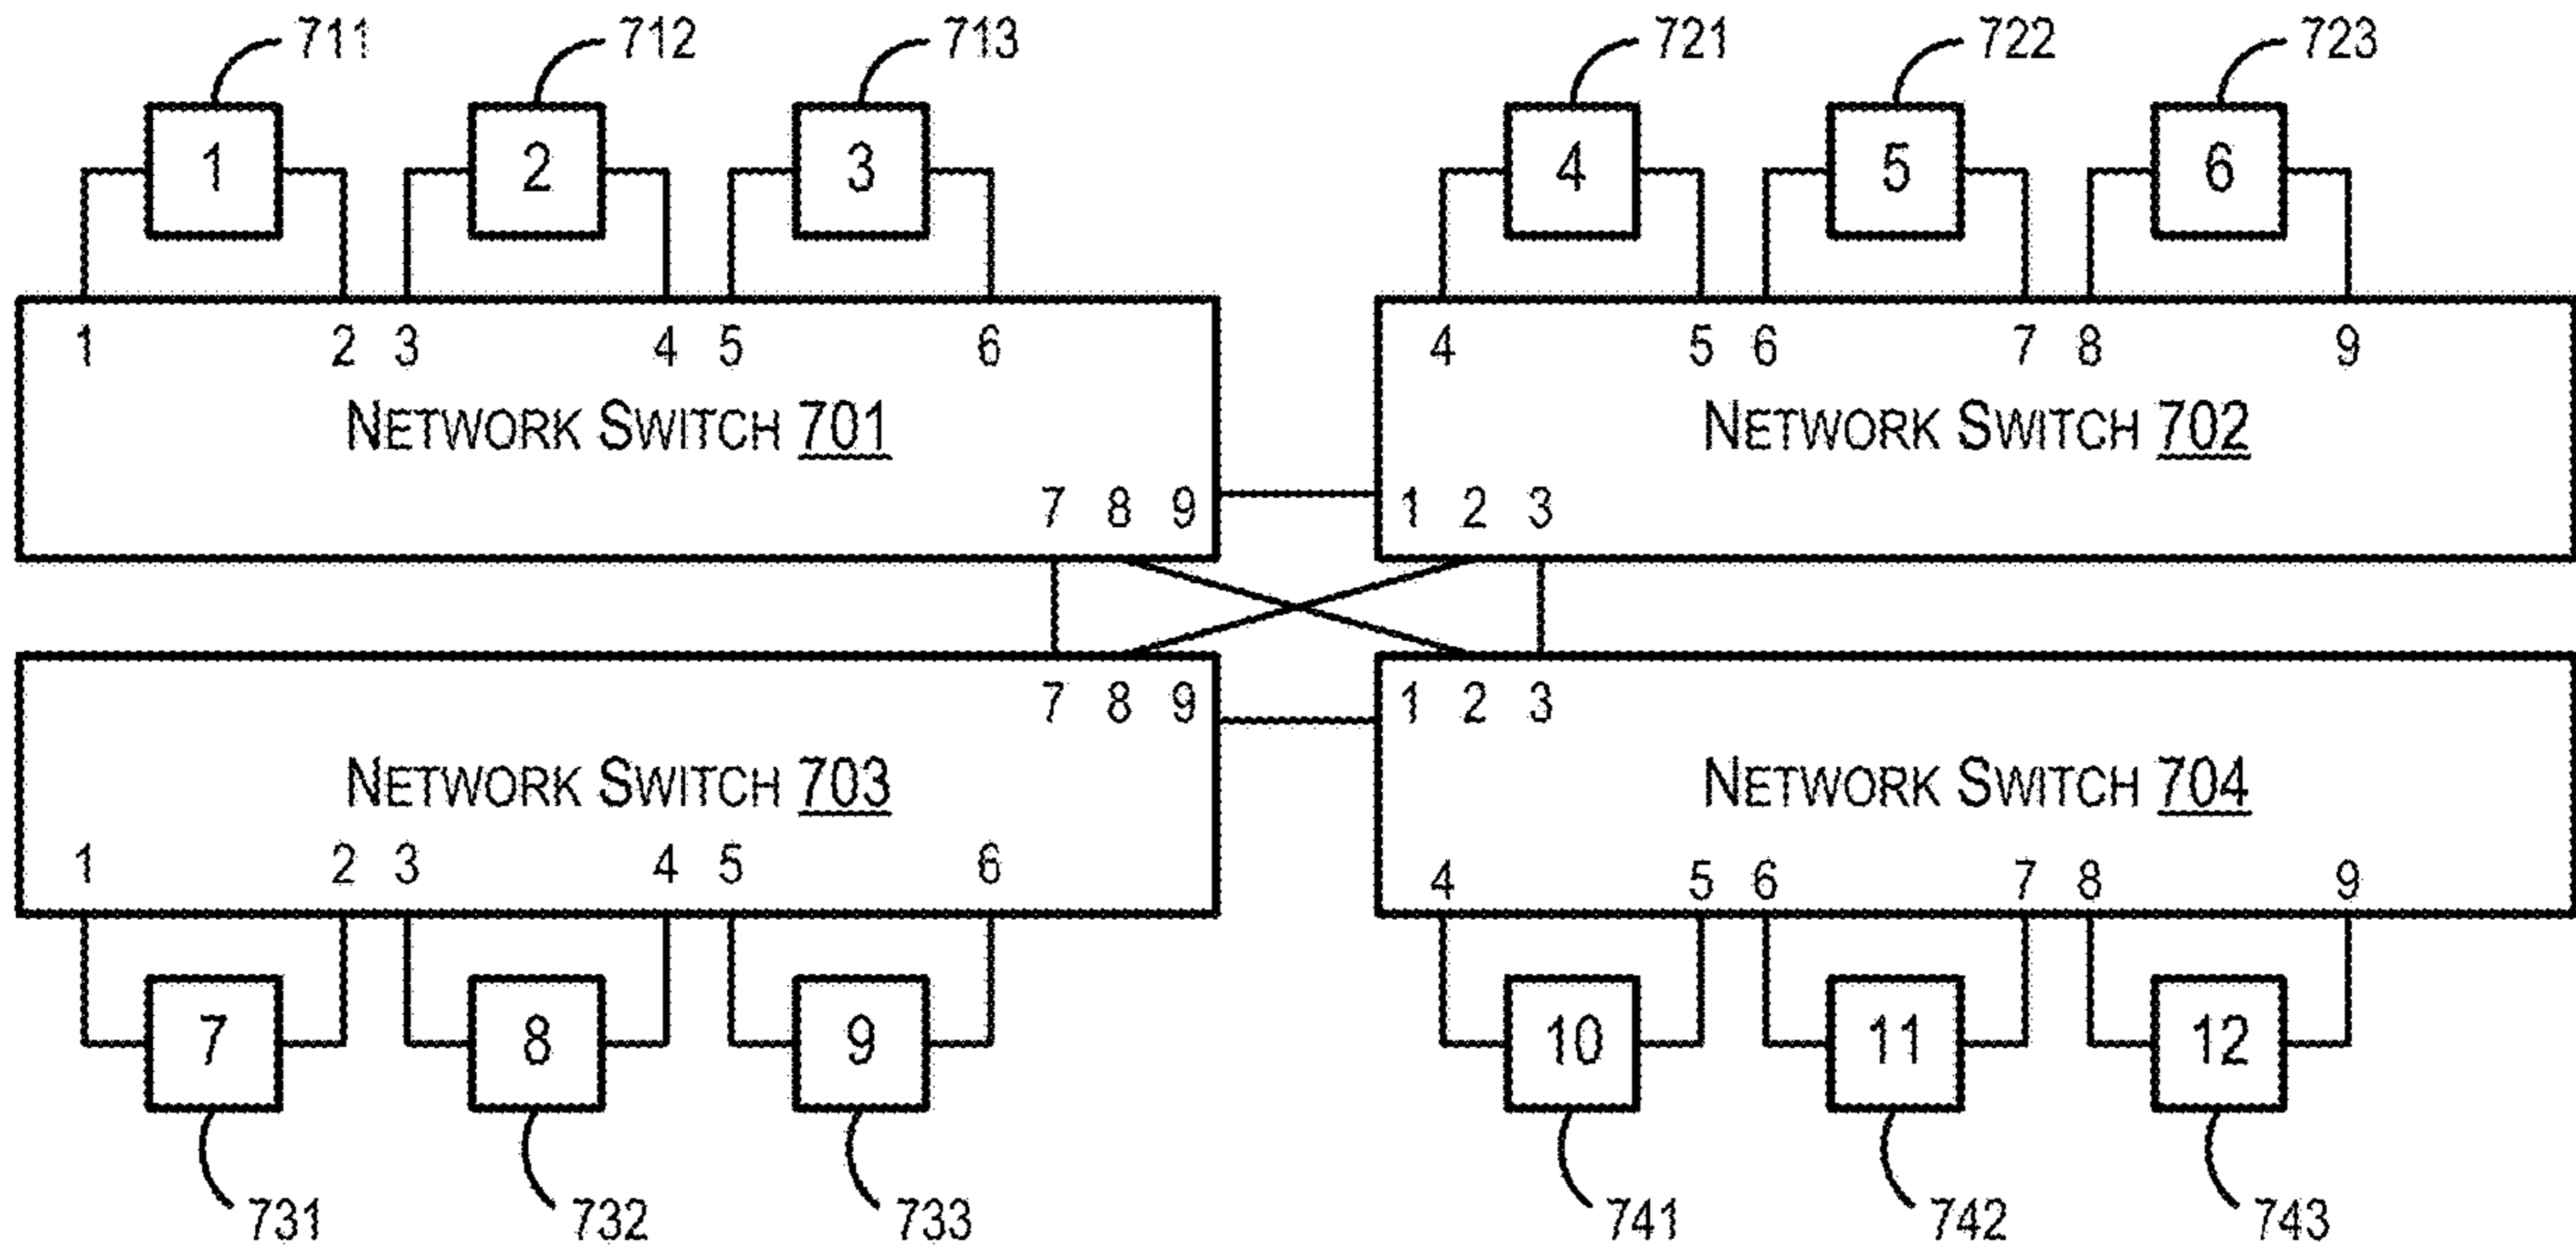 711 712 713 721 722 723
1 2 3 4 5 6
1 2 3 4 5 6 4 5 6 7 8 9
NETWORK SWITCH 701 NETWORK SWITCH 702
7 8 9 1 2 3
7 8 9 1 2 3
NETWORK SWITCH 703 NETWORK SWITCH 704
1 2 3 4 5 6 4 5 6 7 8 9
7 8 9 10 11 12
731 732 733 741 742 743